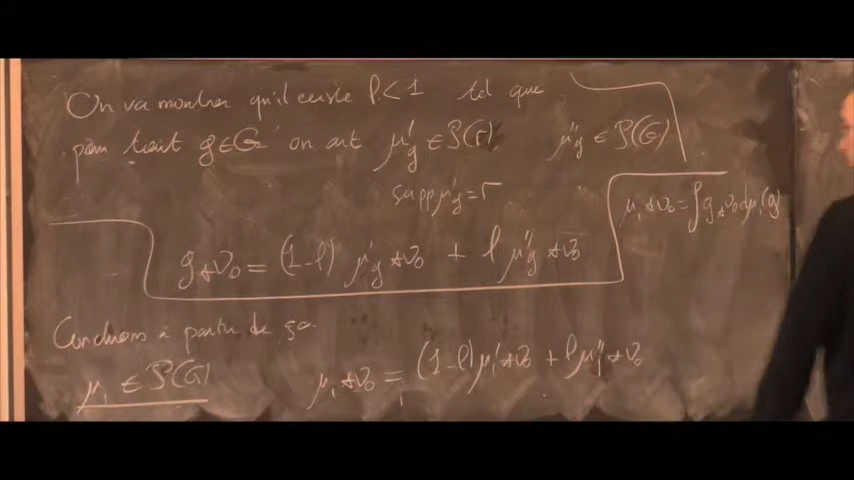 On va montrer qu'il existe ρ < 1 tel que
pour tout g ∈ G on ait μ'_g ∈ P(Γ) μ''_g ∈ P(G)
supp μ'_g = Γ
μ_1 * ν_0 = ∫ g * ν_0 dμ_1(g)
g * ν_0 = (1-ρ) μ'_g * ν_0 + ρ μ''_g * ν_0
Concluons à partir de ça
μ_1 ∈ P(G) μ_1 * ν_0 = (1-ρ) μ'_1 * ν_0 + ρ μ''_1 * ν_0